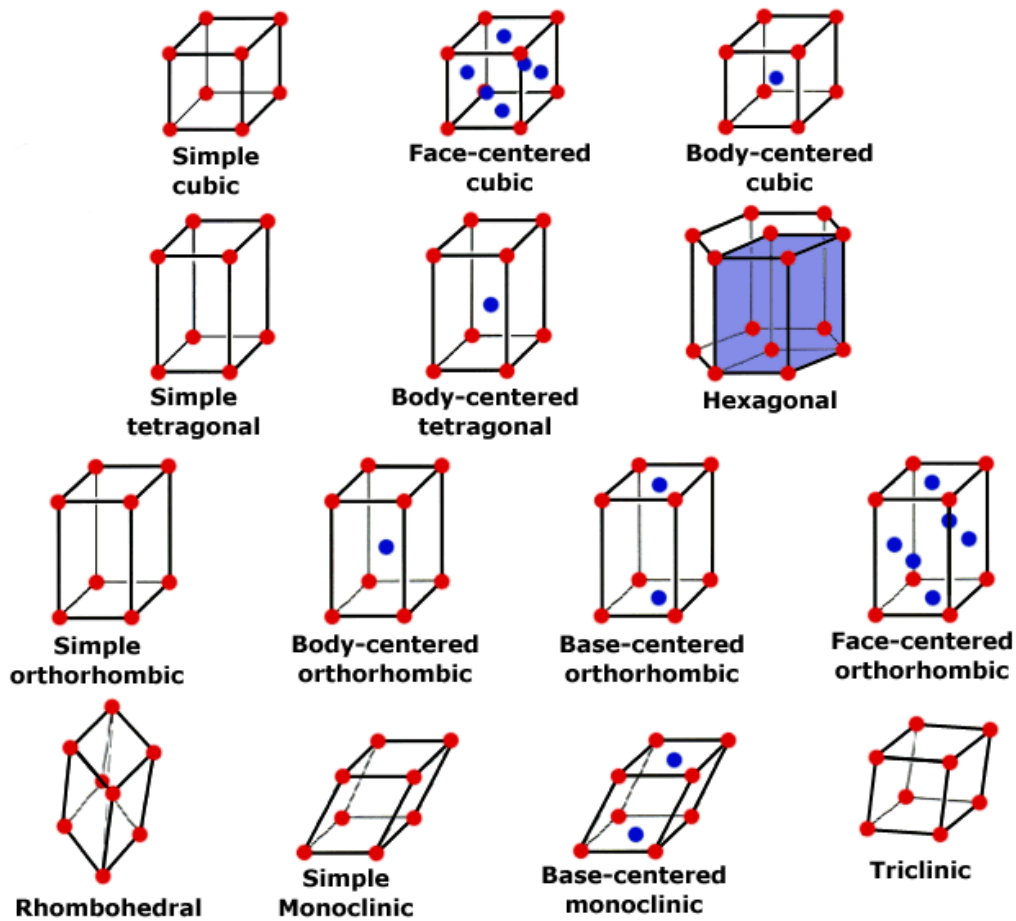 Simple
cubic
Face-centered
cubic
Body-centered
cubic
Simple
tetragonal
Body-centered
tetragonal
Hexagonal
Simple
orthorhombic
Body-centered
orthorhombic
Base-centered
orthorhombic
Face-centered
orthorhombic
Rhombohedral
Simple
Monoclinic
Base-centered
monoclinic
Triclinic